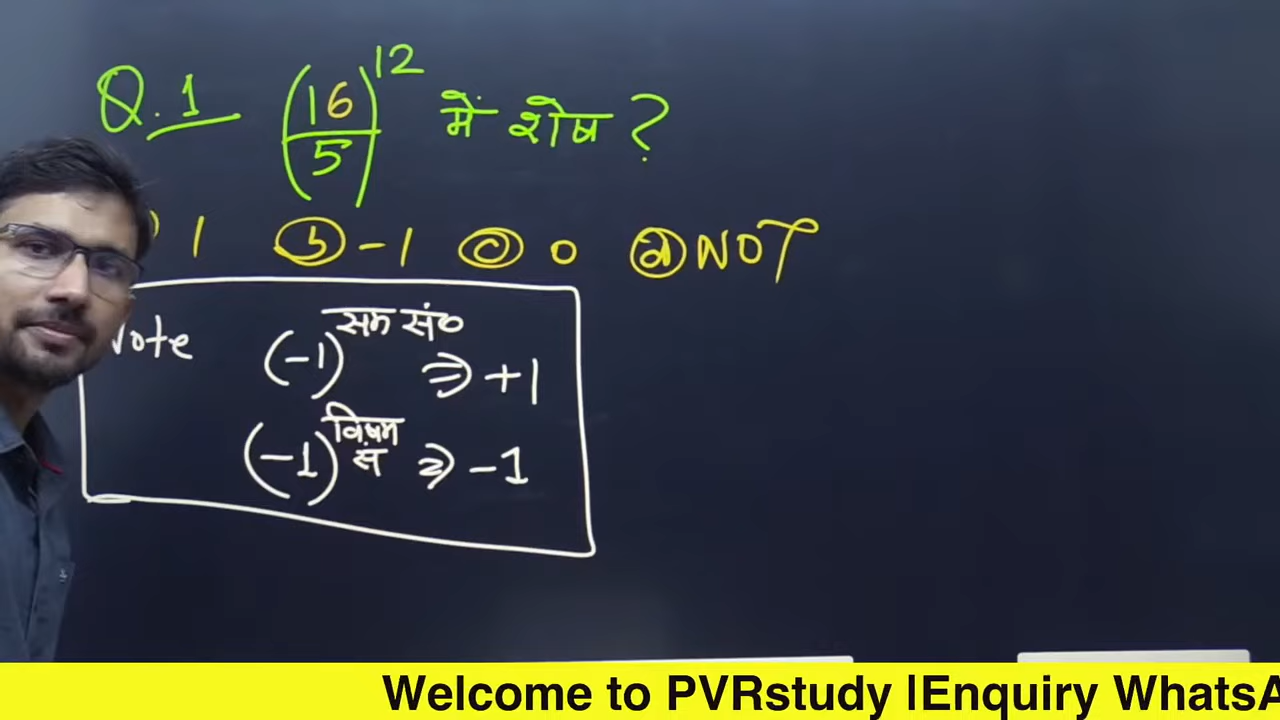 Q.1 (16/5)^12 में शेष ?
1 (b) -1 (c) 0 (d) NOT
Note (-1)^सम सं० ⇒ +1
(-1)^विषम सं ⇒ -1
Welcome to PVRstudy |Enquiry WhatsA